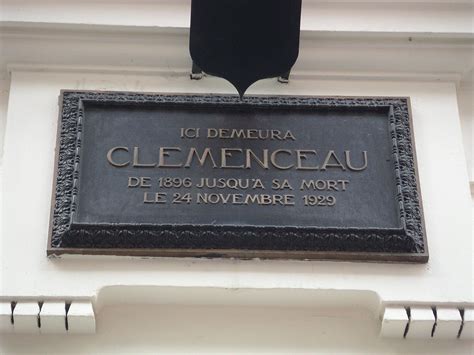 ICI DEMEURA
CLEMENCEAU
DE 1896 JUSQU'A SA MORT
LE 24 NOVEMBRE 1929